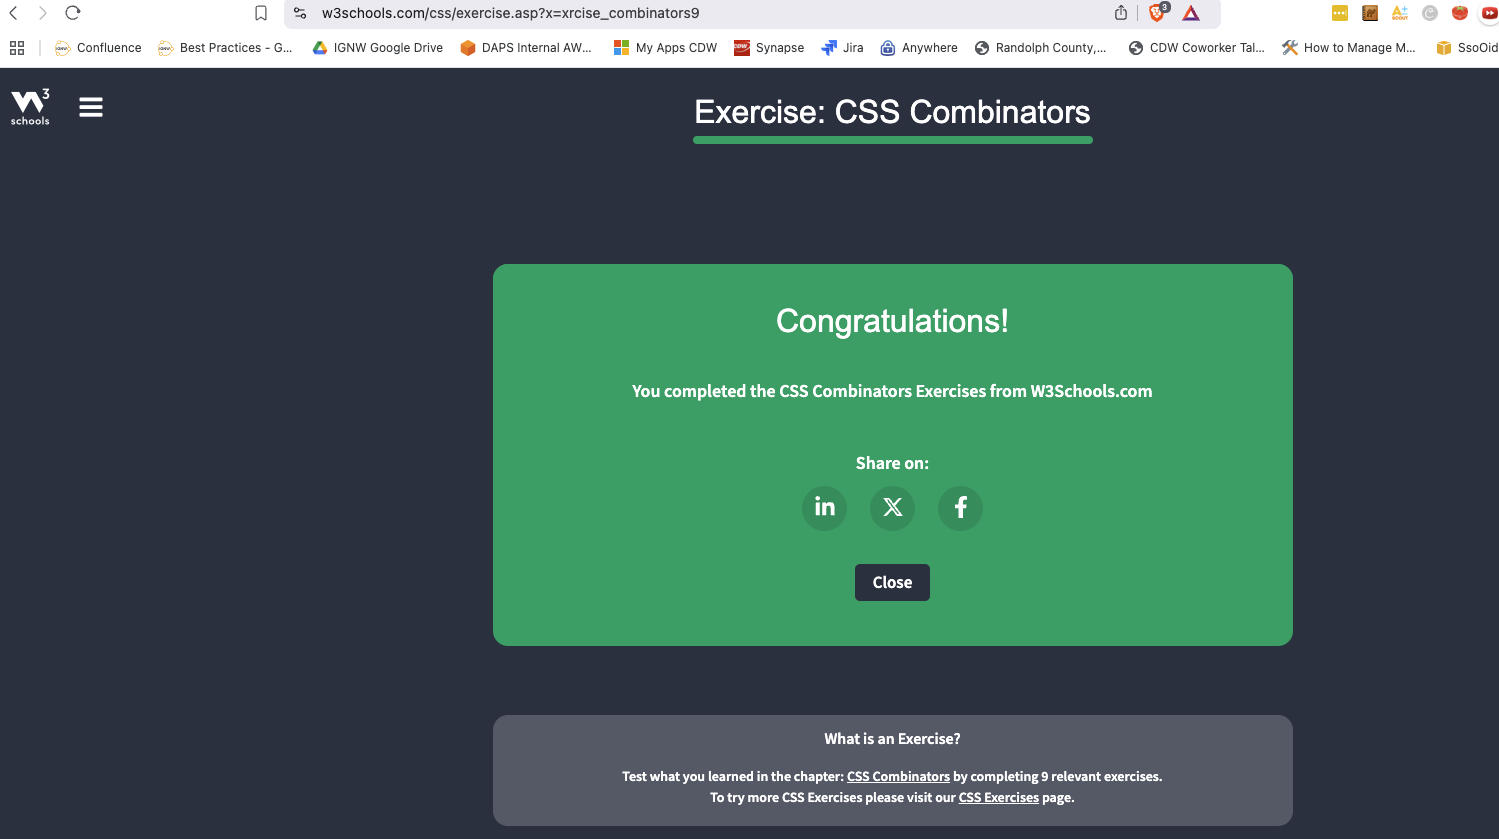 w3schools.com/css/exercise.asp?x=xrcise_combinators9
3
A+
SCOUT
Confluence
Best Practices - G...
IGNW Google Drive
DAPS Internal AW...
My Apps CDW
CDW
Synapse
Jira
Anywhere
Randolph County,...
CDW Coworker Tal...
How to Manage M...
SsoOid
W3
schools
Exercise: CSS Combinators
Congratulations!
You completed the CSS Combinators Exercises from W3Schools.com
Share on:
in X f
Close
What is an Exercise?
Test what you learned in the chapter: CSS Combinators by completing 9 relevant exercises.
To try more CSS Exercises please visit our CSS Exercises page.